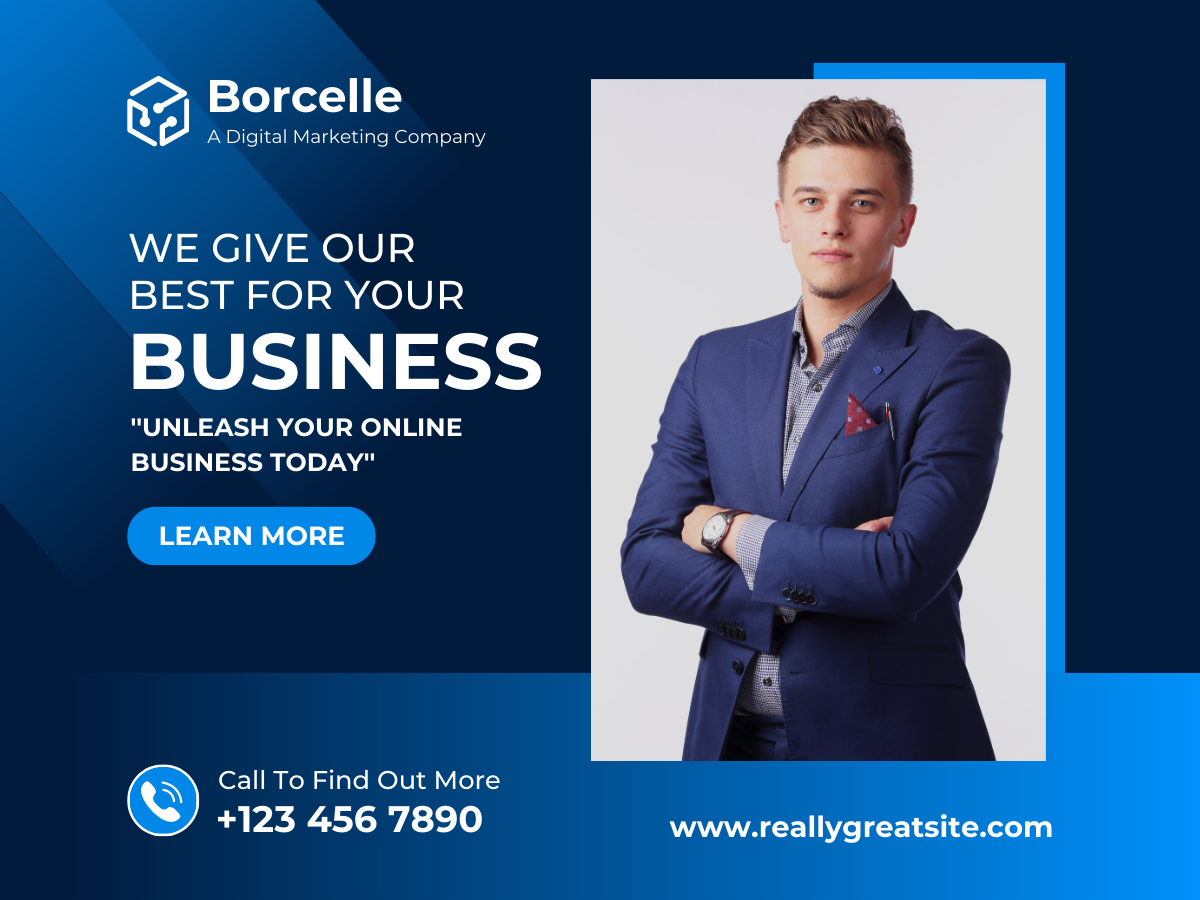 Borcelle
A Digital Marketing Company
WE GIVE OUR
BEST FOR YOUR
BUSINESS
"UNLEASH YOUR ONLINE
BUSINESS TODAY"
LEARN MORE
Call To Find Out More
+123 456 7890
www.reallygreatsite.com